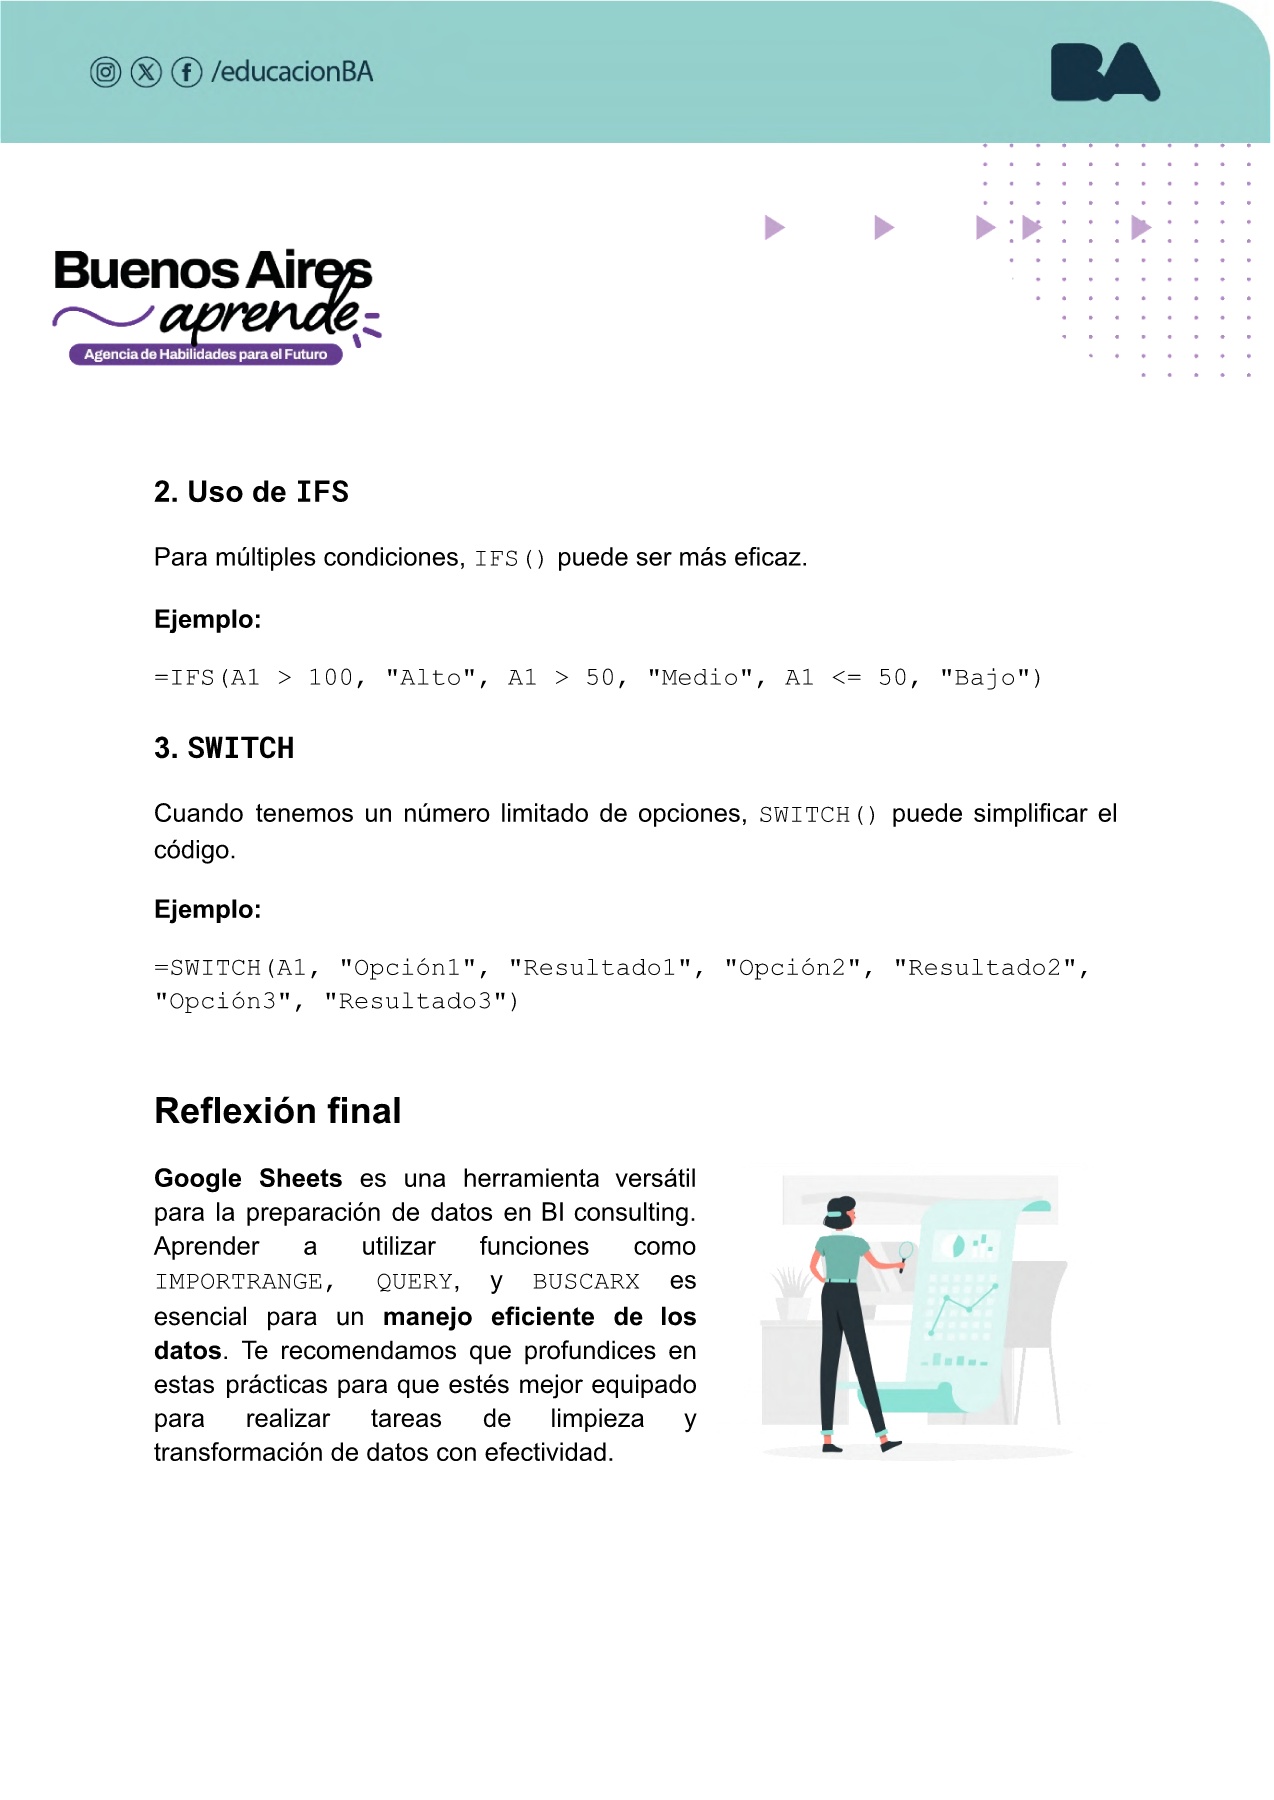 /educacionBA
BA
Buenos Aires
aprende
Agencia de Habilidades para el Futuro
2. Uso de IFS
Para múltiples condiciones, IFS() puede ser más eficaz.
Ejemplo:
=IFS(A1 > 100, "Alto", A1 > 50, "Medio", A1 <= 50, "Bajo")
3. SWITCH
Cuando tenemos un número limitado de opciones, SWITCH() puede simplificar el
código.
Ejemplo:
=SWITCH(A1, "Opción1", "Resultado1", "Opción2", "Resultado2",
"Opción3", "Resultado3")
Reflexión final
Google Sheets es una herramienta versátil
para la preparación de datos en BI consulting.
Aprender a utilizar funciones como
IMPORTRANGE, QUERY, y BUSCARX es
esencial para un manejo eficiente de los
datos. Te recomendamos que profundices en
estas prácticas para que estés mejor equipado
para realizar tareas de limpieza y
transformación de datos con efectividad.